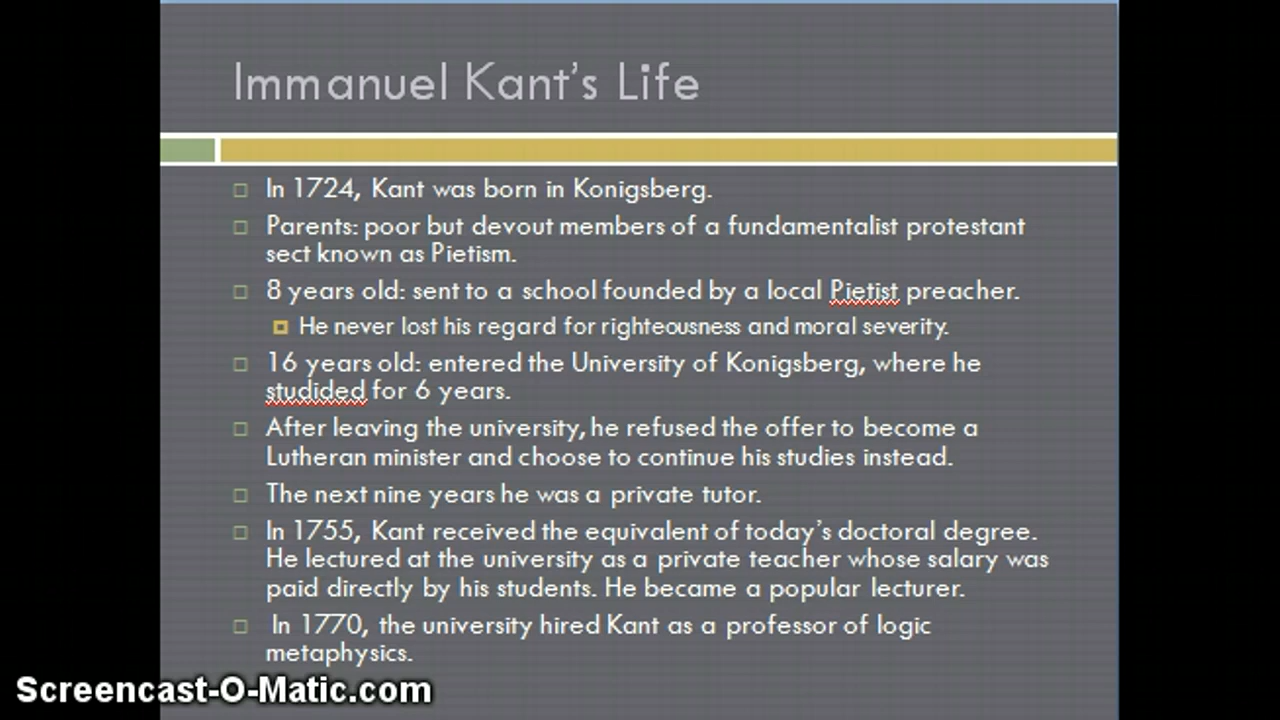 Immanuel Kant's Life
In 1724, Kant was born in Konigsberg.
Parents: poor but devout members of a fundamentalist protestant
sect known as Pietism.
8 years old: sent to a school founded by a local Pietist preacher.
He never lost his regard for righteousness and moral severity.
16 years old: entered the University of Konigsberg, where he
studided for 6 years.
After leaving the university, he refused the offer to become a
Lutheran minister and choose to continue his studies instead.
The next nine years he was a private tutor.
In 1755, Kant received the equivalent of today's doctoral degree.
He lectured at the university as a private teacher whose salary was
paid directly by his students. He became a popular lecturer.
In 1770, the university hired Kant as a professor of logic
metaphysics.
Screencast-O-Matic.com